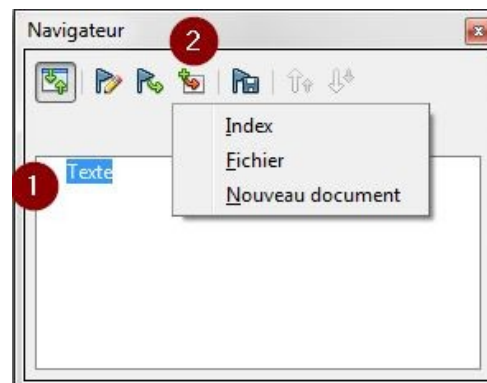 Navigateur
2
Index
Fichier
Nouveau document
1
Texte